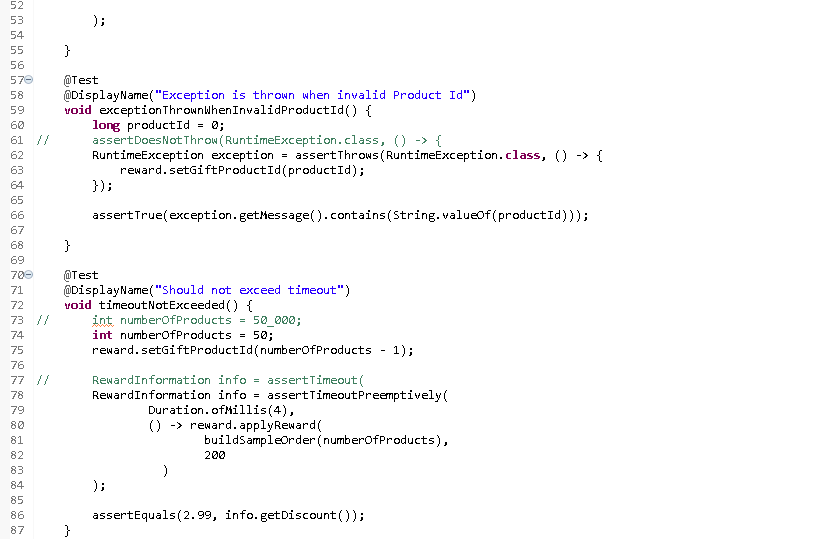 52
53 );
54
55 }
56
57 @Test
58 @DisplayName("Exception is thrown when invalid Product Id")
59 void exceptionThrownWhenInvalidProductId() {
60 long productId = 0;
61 // assertDoesNotThrow(RuntimeException.class, () -> {
62 RuntimeException exception = assertThrows(RuntimeException.class, () -> {
63 reward.setGiftProductId(productId);
64 });
65
66 assertTrue(exception.getMessage().contains(String.valueOf(productId)));
67
68 }
69
70 @Test
71 @DisplayName("Should not exceed timeout")
72 void timeoutNotExceeded() {
73 // int numberOfProducts = 50_000;
74 int numberOfProducts = 50;
75 reward.setGiftProductId(numberOfProducts - 1);
76
77 // RewardInformation info = assertTimeout(
78 RewardInformation info = assertTimeoutPreemptively(
79 Duration.ofMillis(4),
80 () -> reward.applyReward(
81 buildSampleOrder(numberOfProducts),
82 200
83 )
84 );
85
86 assertEquals(2.99, info.getDiscount());
87 }